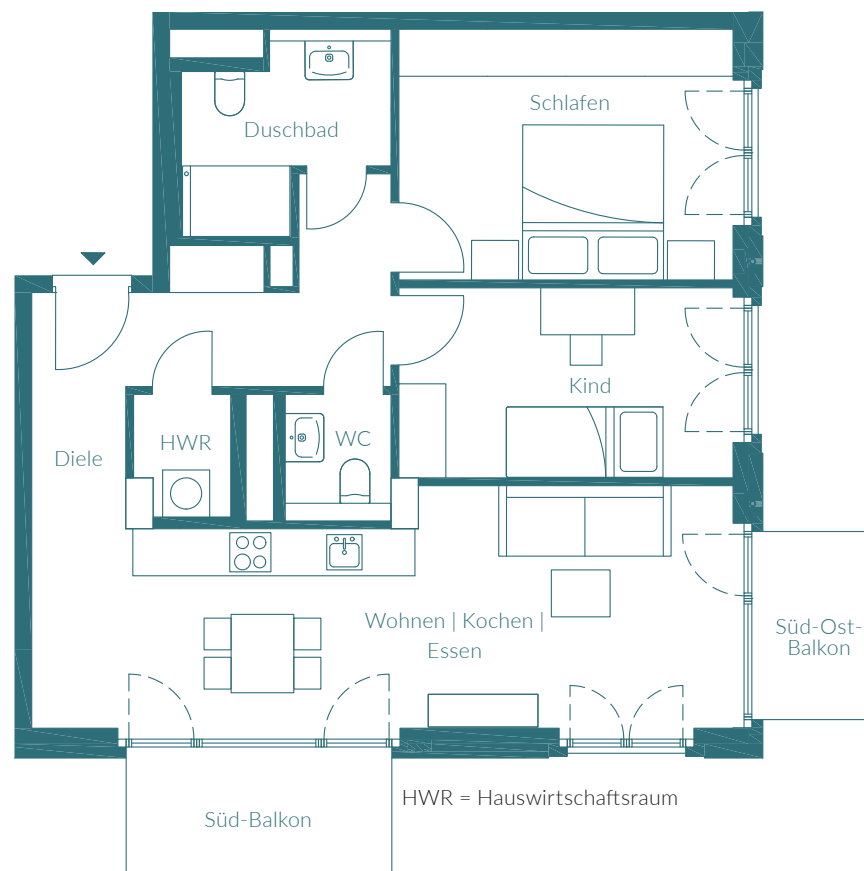 Schlafen
Duschbad
Kind
HWR
WC
Diele
Wohnen | Kochen |
Essen
Süd-Ost-
Balkon
HWR = Hauswirtschaftsraum
Süd-Balkon